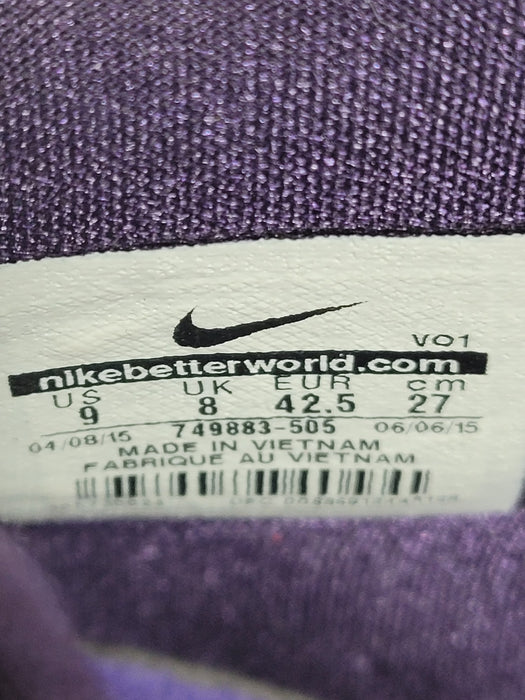 VO1
nikebetterworld.com
US UK EUR cm
9 8 42.5 27
04/08/15 749883-505 06/06/15
MADE IN VIETNAM
FABRIQUE AU VIETNAM